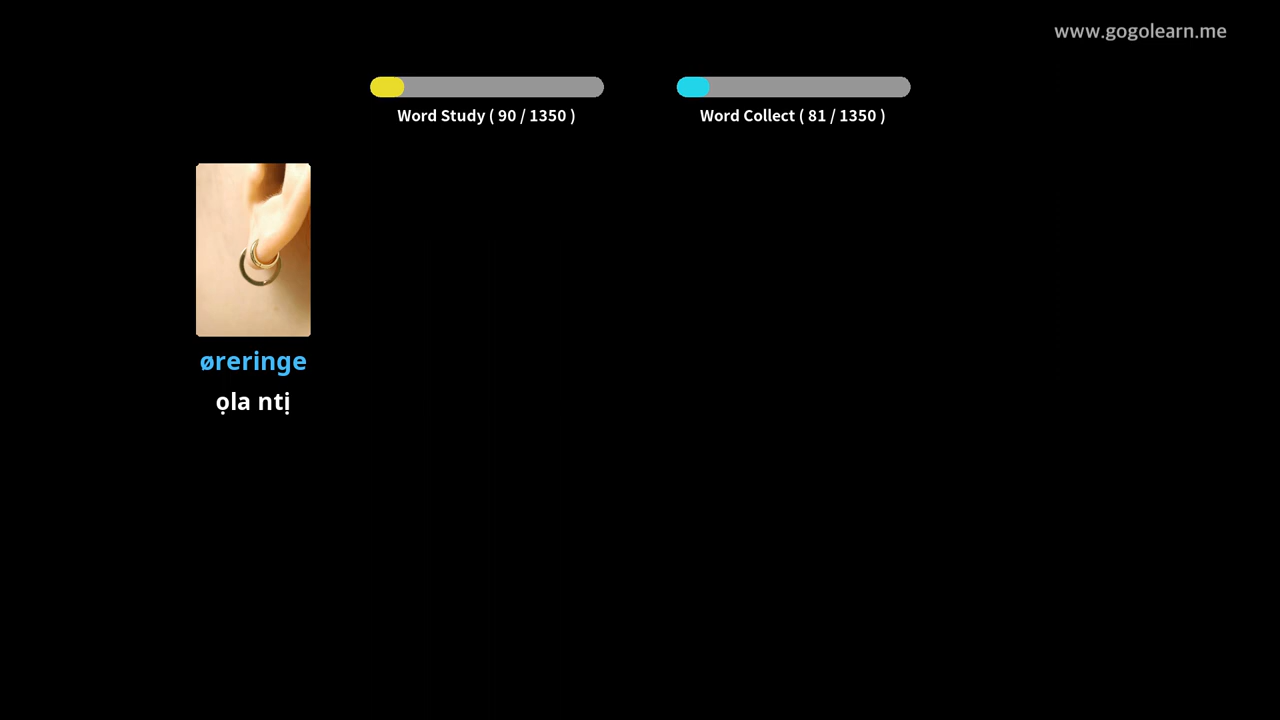 www.gogolearn.me
Word Study ( 90 / 1350 )
Word Collect ( 81 / 1350 )
øreringe
ọla ntị